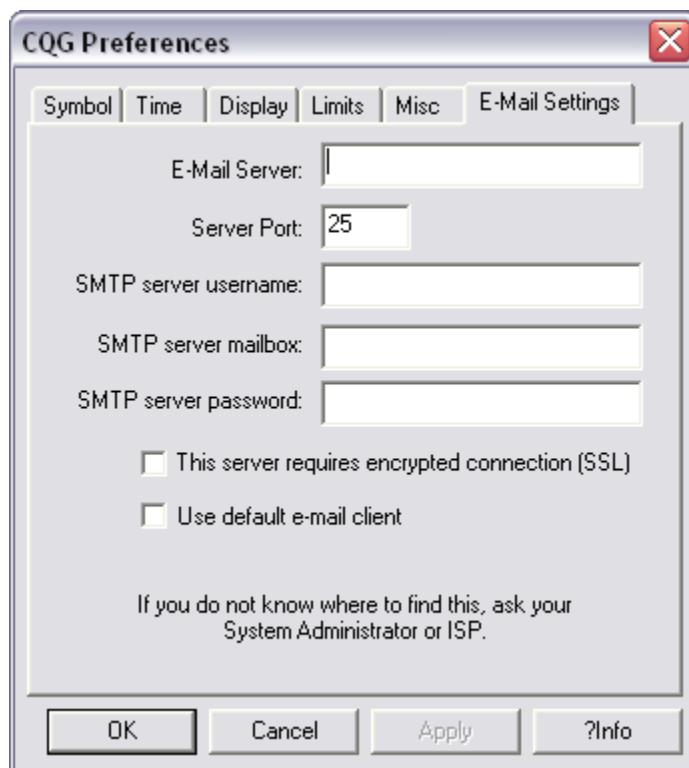 CQG Preferences
Symbol Time Display Limits Misc E-Mail Settings
E-Mail Server:
Server Port: 25
SMTP server username:
SMTP server mailbox:
SMTP server password:
This server requires encrypted connection (SSL)
Use default e-mail client
If you do not know where to find this, ask your
System Administrator or ISP.
OK Cancel Apply ?Info